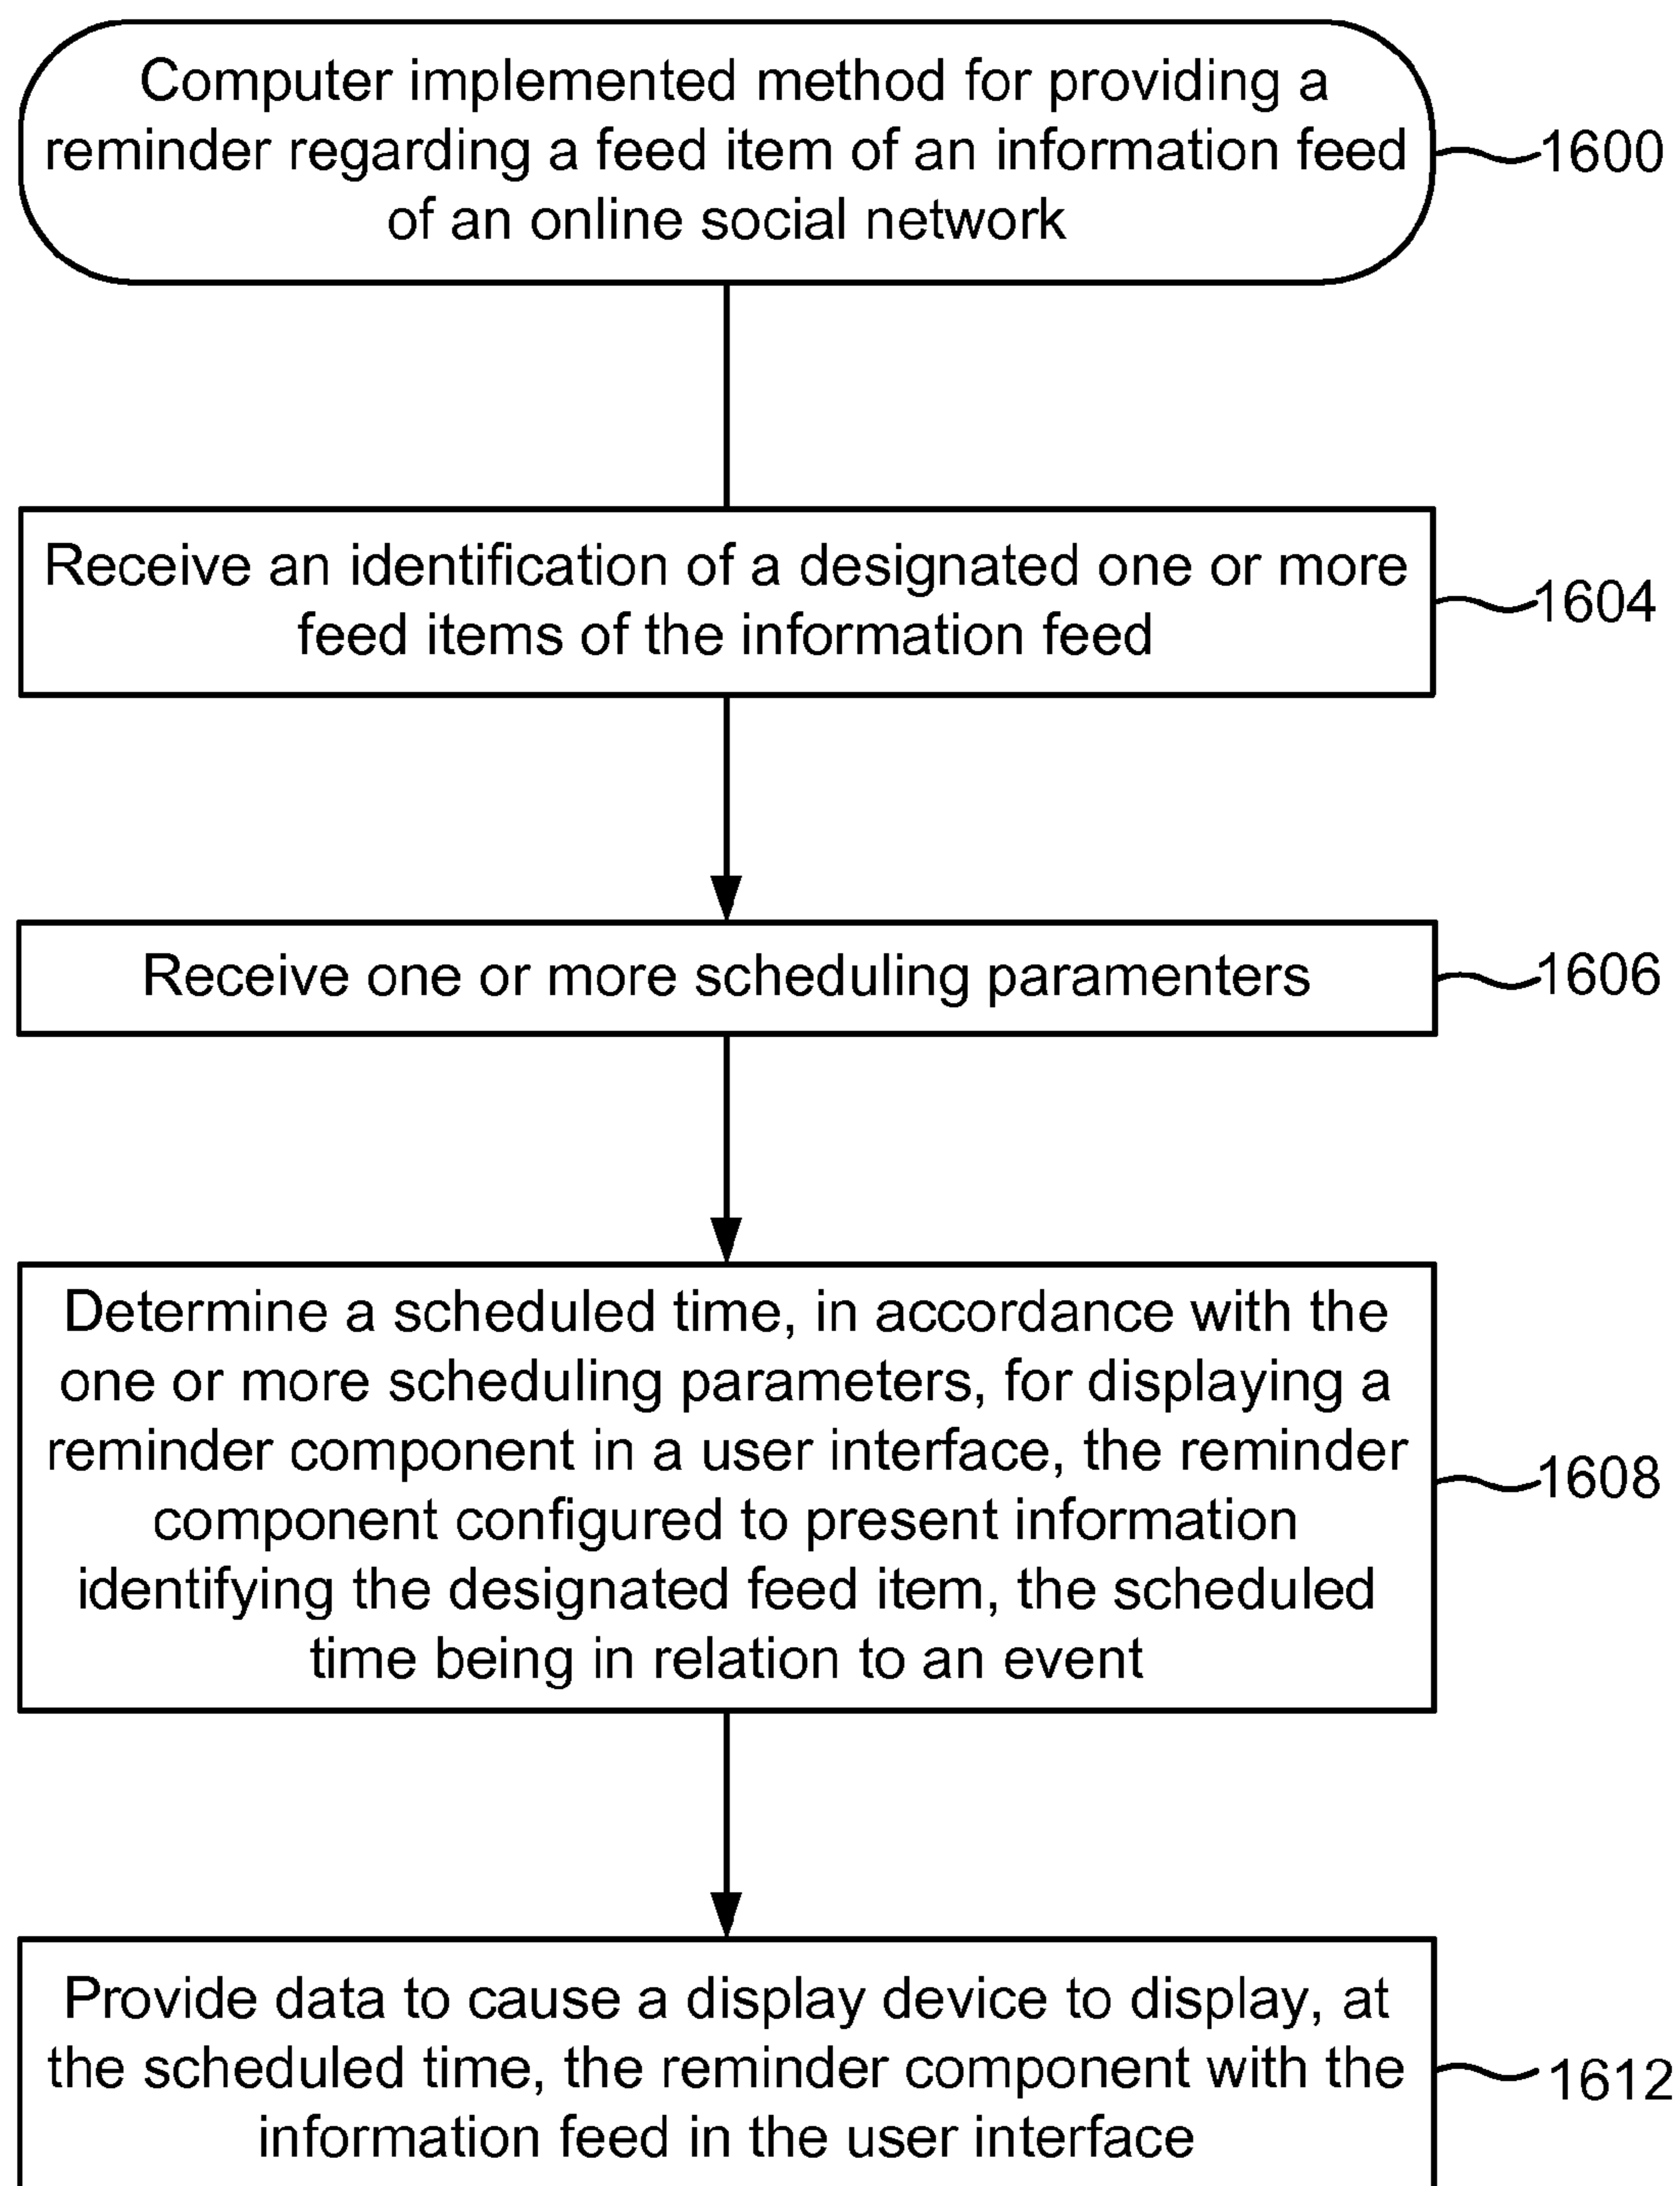 Computer implemented method for providing a
reminder regarding a feed item of an information feed
of an online social network
1600
Receive an identification of a designated one or more
feed items of the information feed
1604
Receive one or more scheduling paramenters
1606
Determine a scheduled time, in accordance with the
one or more scheduling parameters, for displaying a
reminder component in a user interface, the reminder
component configured to present information
identifying the designated feed item, the scheduled
time being in relation to an event
1608
Provide data to cause a display device to display, at
the scheduled time, the reminder component with the
information feed in the user interface
1612